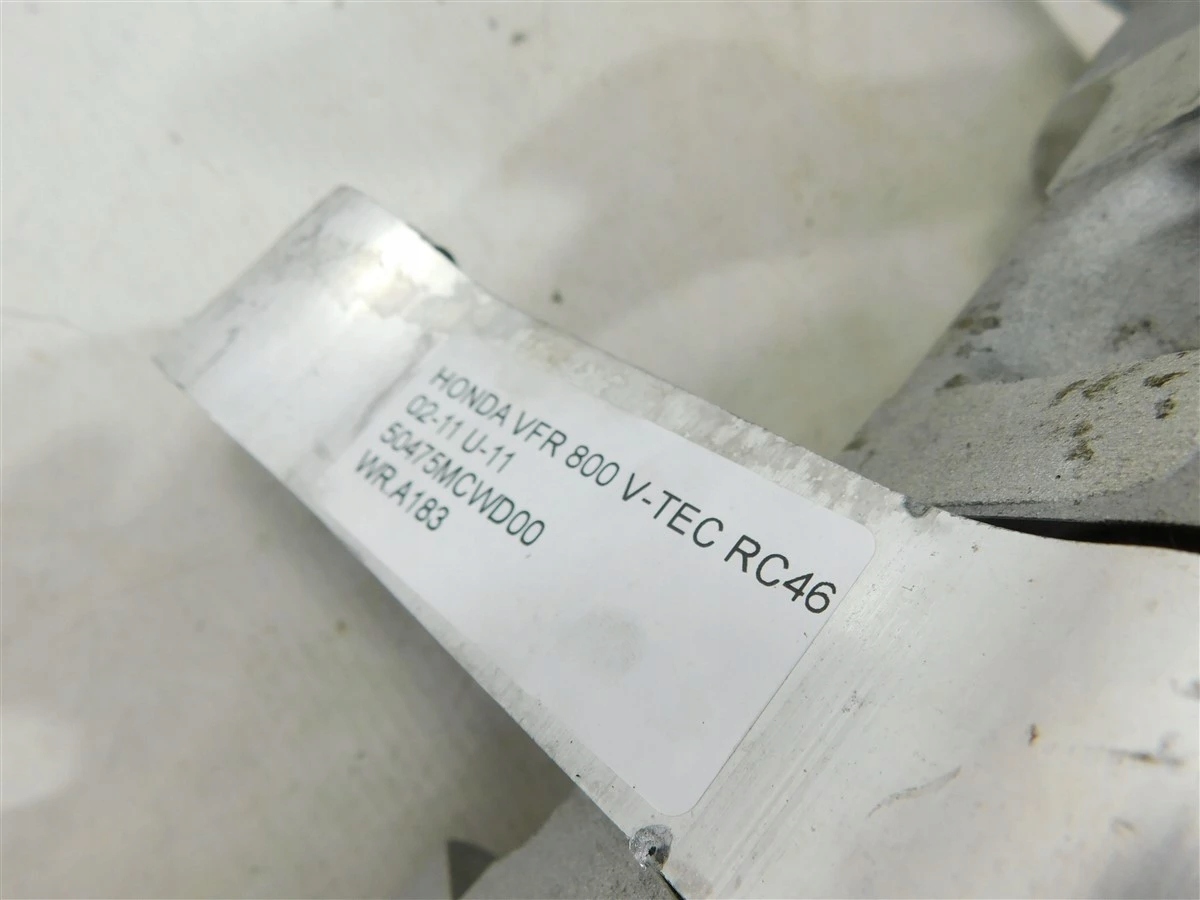 HONDA VFR 800 V-TEC RC46
02-11 U-11
50475MCWD00
WR.A183